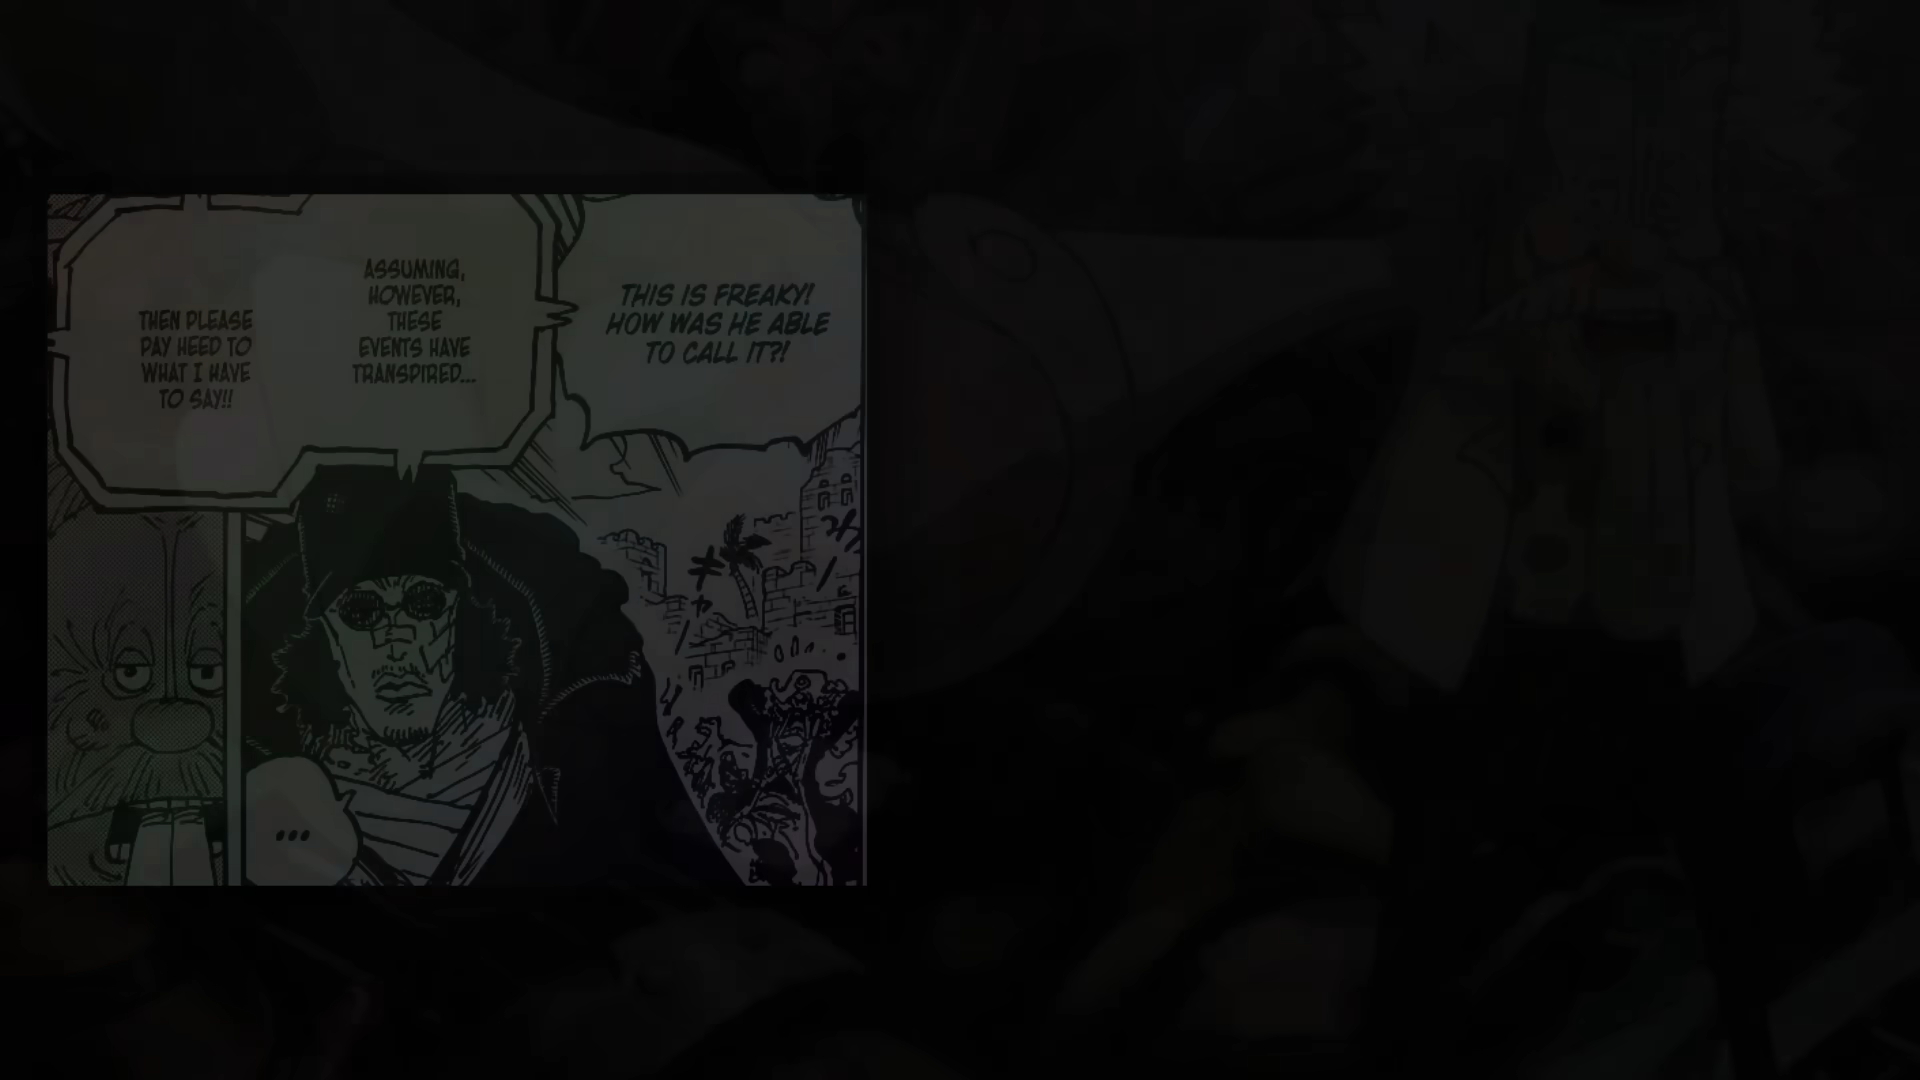 THIS IS FREAKY!
HOW WAS HE ABLE
TO CALL IT?!
ASSUMING,
HOWEVER,
THESE
EVENTS HAVE
TRANSPIRED...
THEN PLEASE
PAY HEED TO
WHAT I HAVE
TO SAY!!
...